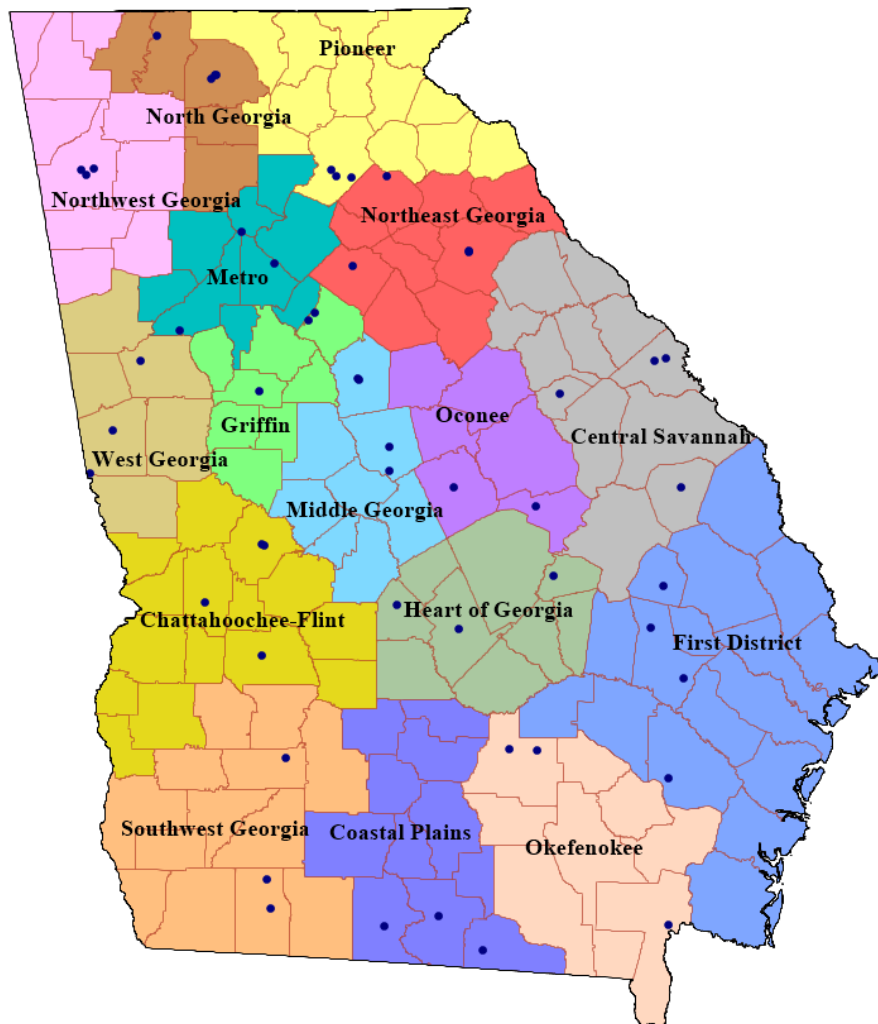 Pioneer
North Georgia
Northwest Georgia
Northeast Georgia
Metro
Oconee
Griffin
Central Savannah
West Georgia
Middle Georgia
Heart of Georgia
Chattahoochee-Flint
First District
Southwest Georgia
Coastal Plains
Okefenokee